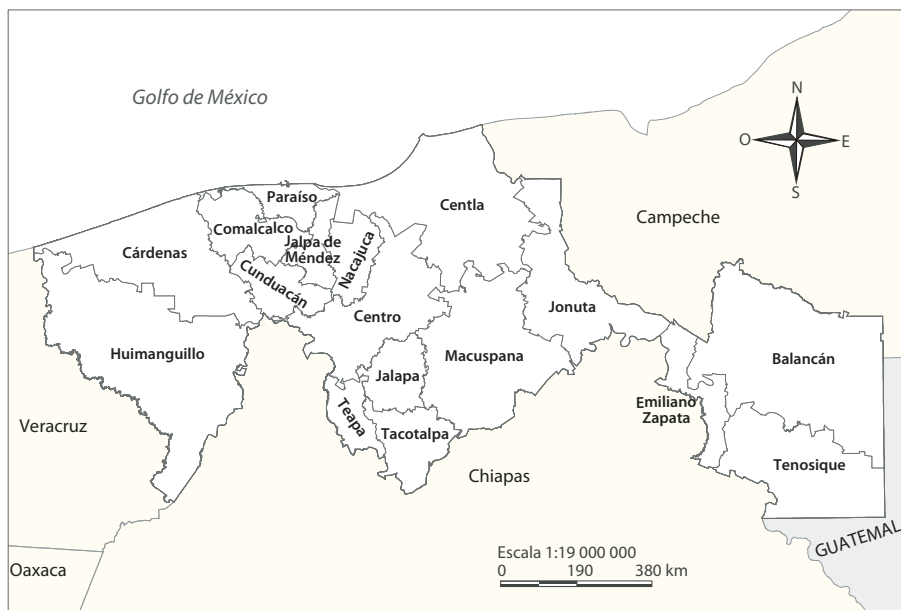 Golfo de México
N
O
E
S
Paraíso
Centla
Comalcalco
Campeche
Jalpa de
Méndez
Nacajuca
Cárdenas
Cunduacán
Jonuta
Centro
Huimanguillo
Macuspana
Balancán
Jalapa
Emiliano
Zapata
Teapa
Veracruz
Tacotalpa
Tenosique
Chiapas
GUATEMAL
Escala 1:19 000 000
0 190 380 km
Oaxaca